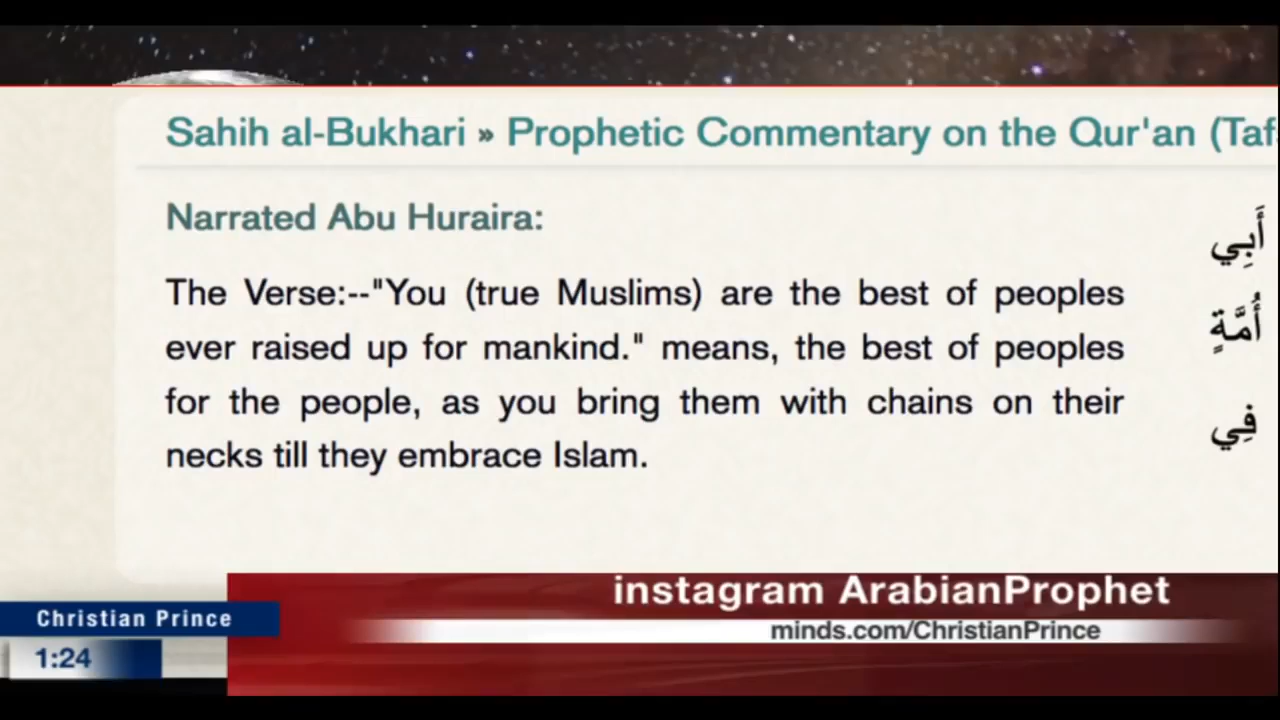 Sahih al-Bukhari » Prophetic Commentary on the Qur'an (Taf
Narrated Abu Huraira:
أَبِي
The Verse:--"You (true Muslims) are the best of peoples
أُمَّةٍ
ever raised up for mankind." means, the best of peoples
for the people, as you bring them with chains on their
فِي
necks till they embrace Islam.
instagram ArabianProphet
Christian Prince
minds.com/ChristianPrince
1:24